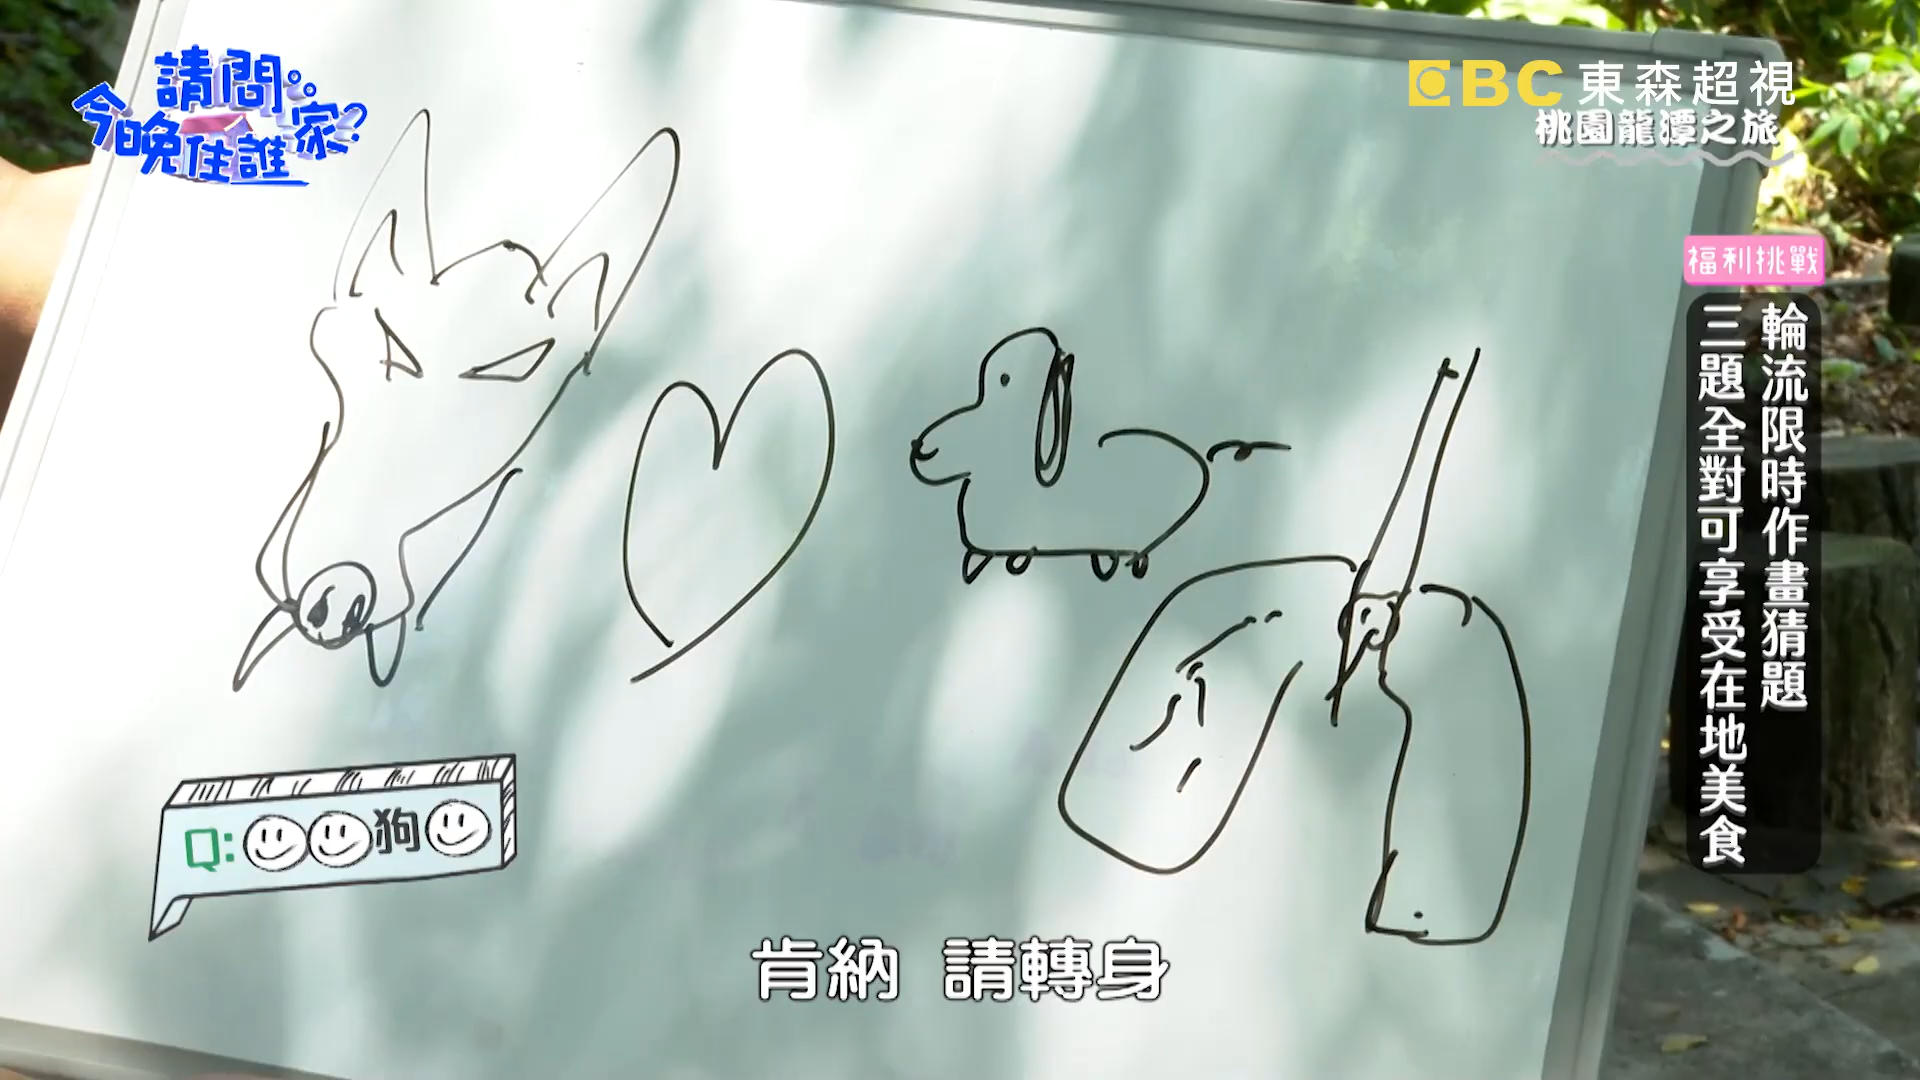 請問
今晚住誰家?
EBC 東森超視
桃園龍潭之旅
福利挑戰
輪流限時作畫猜題
三題全對可享受在地美食
Q:狗
肯納 請轉身